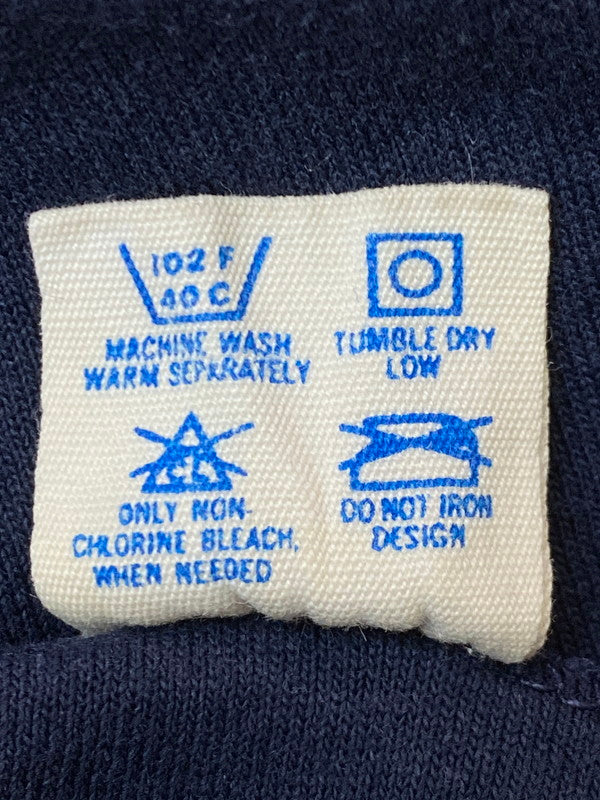 102 F
40 C
MACHINE WASH
WARM SEPARATELY
TUMBLE DRY
LOW
CL
ONLY NON-
CHLORINE BLEACH,
WHEN NEEDED
DO NOT IRON
DESIGN